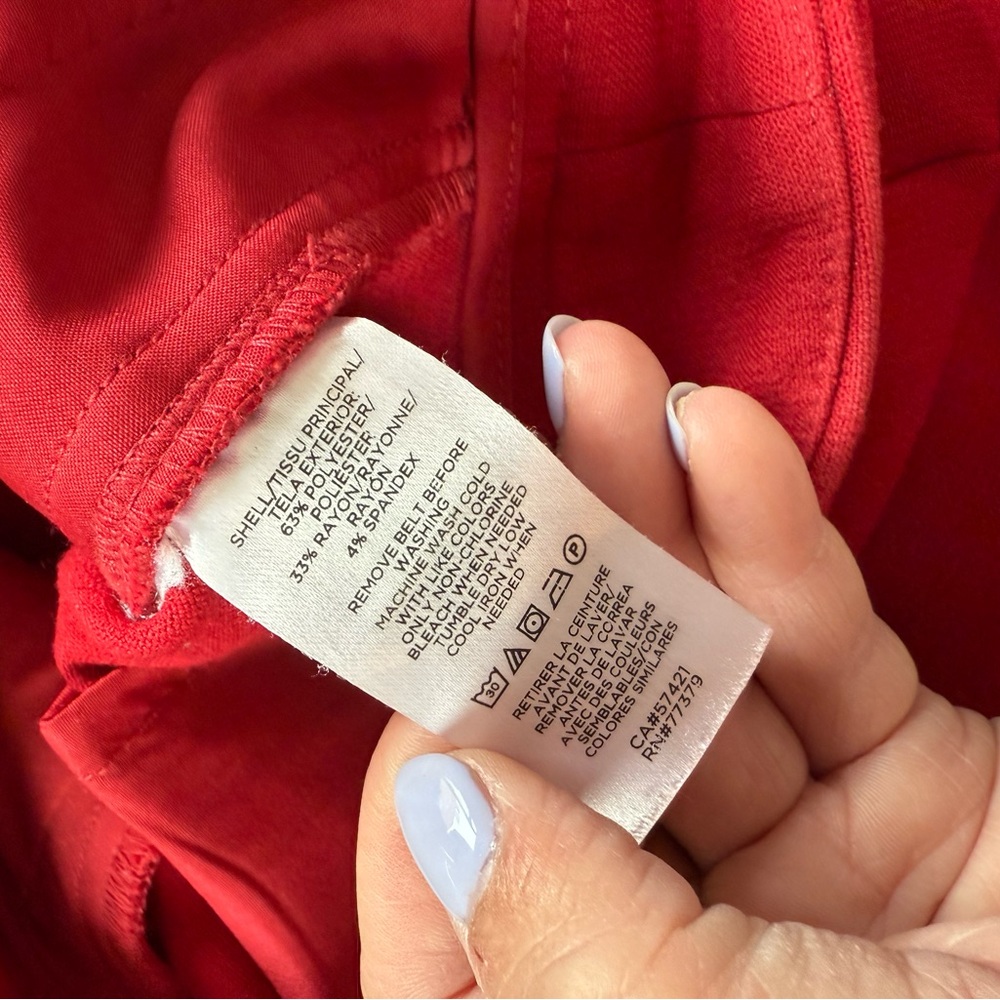 SHELL/TISSU PRINCIPAL/
TELA EXTERIOR:
63% POLYESTER/
POLIÉSTER
33% RAYON/RAYONNE/
RAYON
4% SPANDEX
REMOVE BELT BEFORE
WASHING
MACHINE WASH COLD
WITH LIKE COLORS
ONLY NON-CHLORINE
BLEACH WHEN NEEDED
TUMBLE DRY LOW
COOL IRON WHEN
NEEDED
30 P
RETIRER LA CEINTURE
AVANT DE LAVER/
REMOVER LA CORREA
ANTES DE LAVAR
AVEC DES COULEURS
SEMBLABLES/CON
COLORES SIMILARES
CA#57421
RN#77379